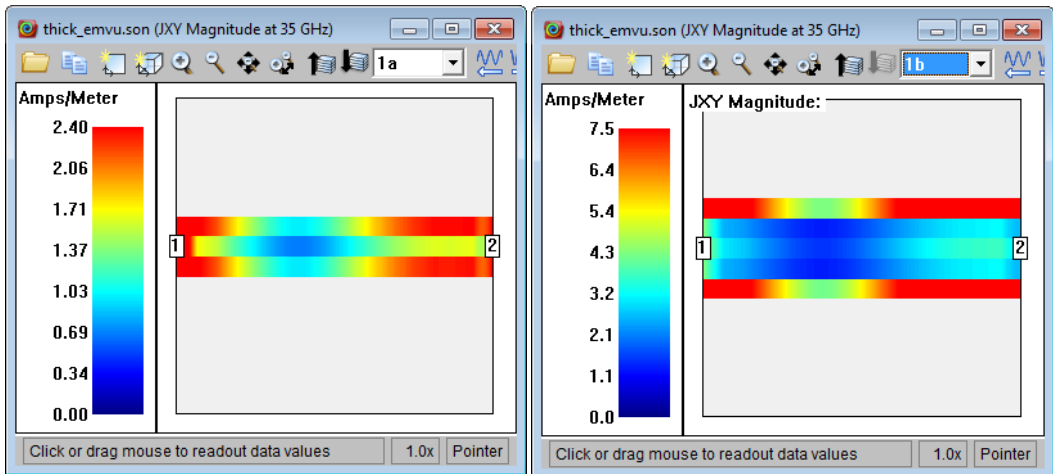 thick_emvu.son (JXY Magnitude at 35 GHz)
1a
Amps/Meter
2.40
2.06
1.71
1.37
1.03
0.69
0.34
0.00
1
2
Click or drag mouse to readout data values
1.0x
Pointer
thick_emvu.son (JXY Magnitude at 35 GHz)
1b
Amps/Meter
JXY Magnitude:
7.5
6.4
5.4
4.3
3.2
2.1
1.1
0.0
1
2
Click or drag mouse to readout data values
1.0x
Pointer